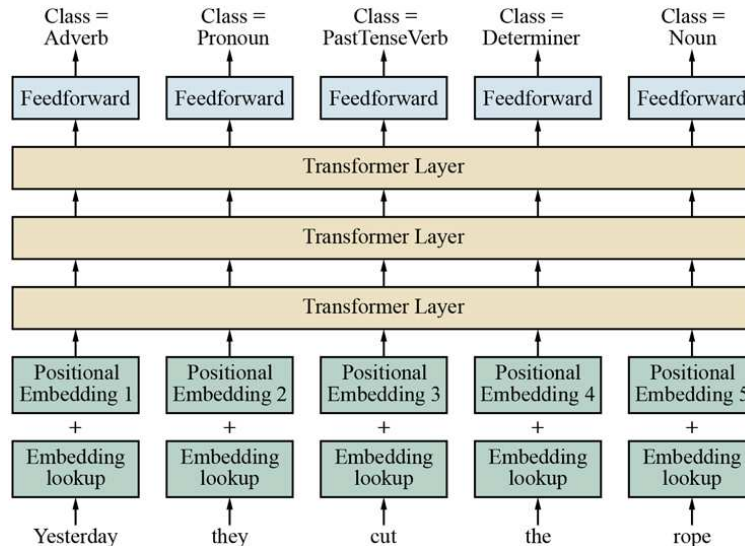 Class = Class = Class = Class = Class =
Adverb Pronoun PastTenseVerb Determiner Noun
Feedforward Feedforward Feedforward Feedforward Feedforward
Transformer Layer
Transformer Layer
Transformer Layer
Positional Positional Positional Positional Positional
Embedding 1 Embedding 2 Embedding 3 Embedding 4 Embedding 5
+ + + + +
Embedding Embedding Embedding Embedding Embedding
lookup lookup lookup lookup lookup
Yesterday they cut the rope